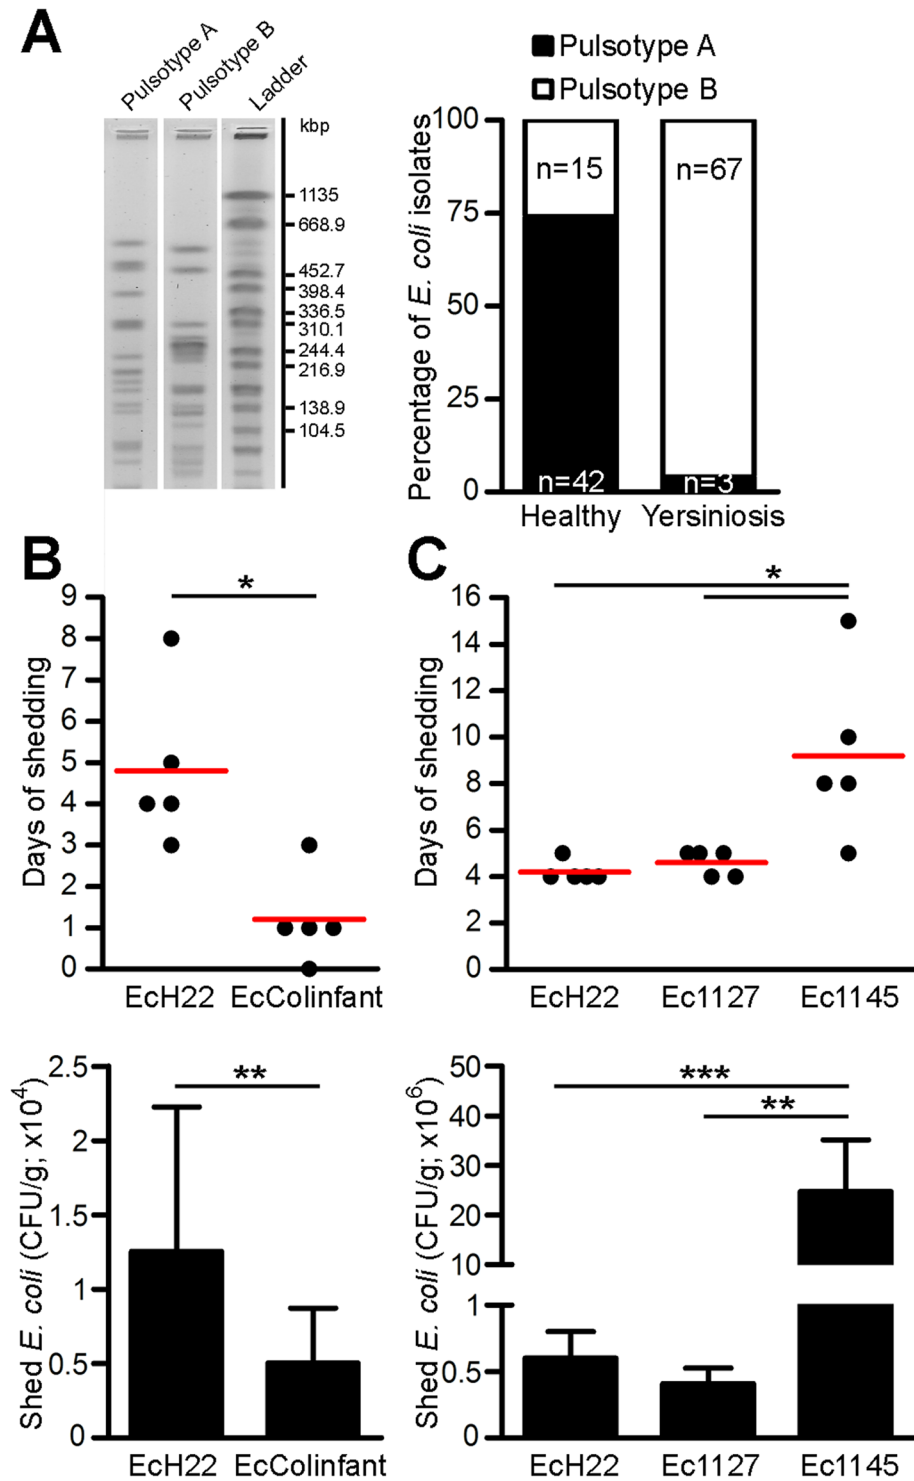 A
Pulsotype A
Pulsotype B
Ladder
kbp
1135
668.9
452.7
398.4
336.5
310.1
244.4
216.9
138.9
104.5
Pulsotype A
Pulsotype B
Percentage of E. coli isolates
100
75
50
25
0
n=15
n=67
n=42
n=3
Healthy
Yersiniosis
B
*
Days of shedding
9
8
7
6
5
4
3
2
1
0
EcH22
EcColinfant
C
*
Days of shedding
16
14
12
10
8
6
4
2
0
EcH22
Ec1127
Ec1145
Shed E. coli (CFU/g; x10⁴)
2.5
2
1.5
1
0.5
0
**
EcH22
EcColinfant
Shed E. coli (CFU/g; x10⁶)
50
40
30
20
10
1
0.5
0
***
**
EcH22
Ec1127
Ec1145